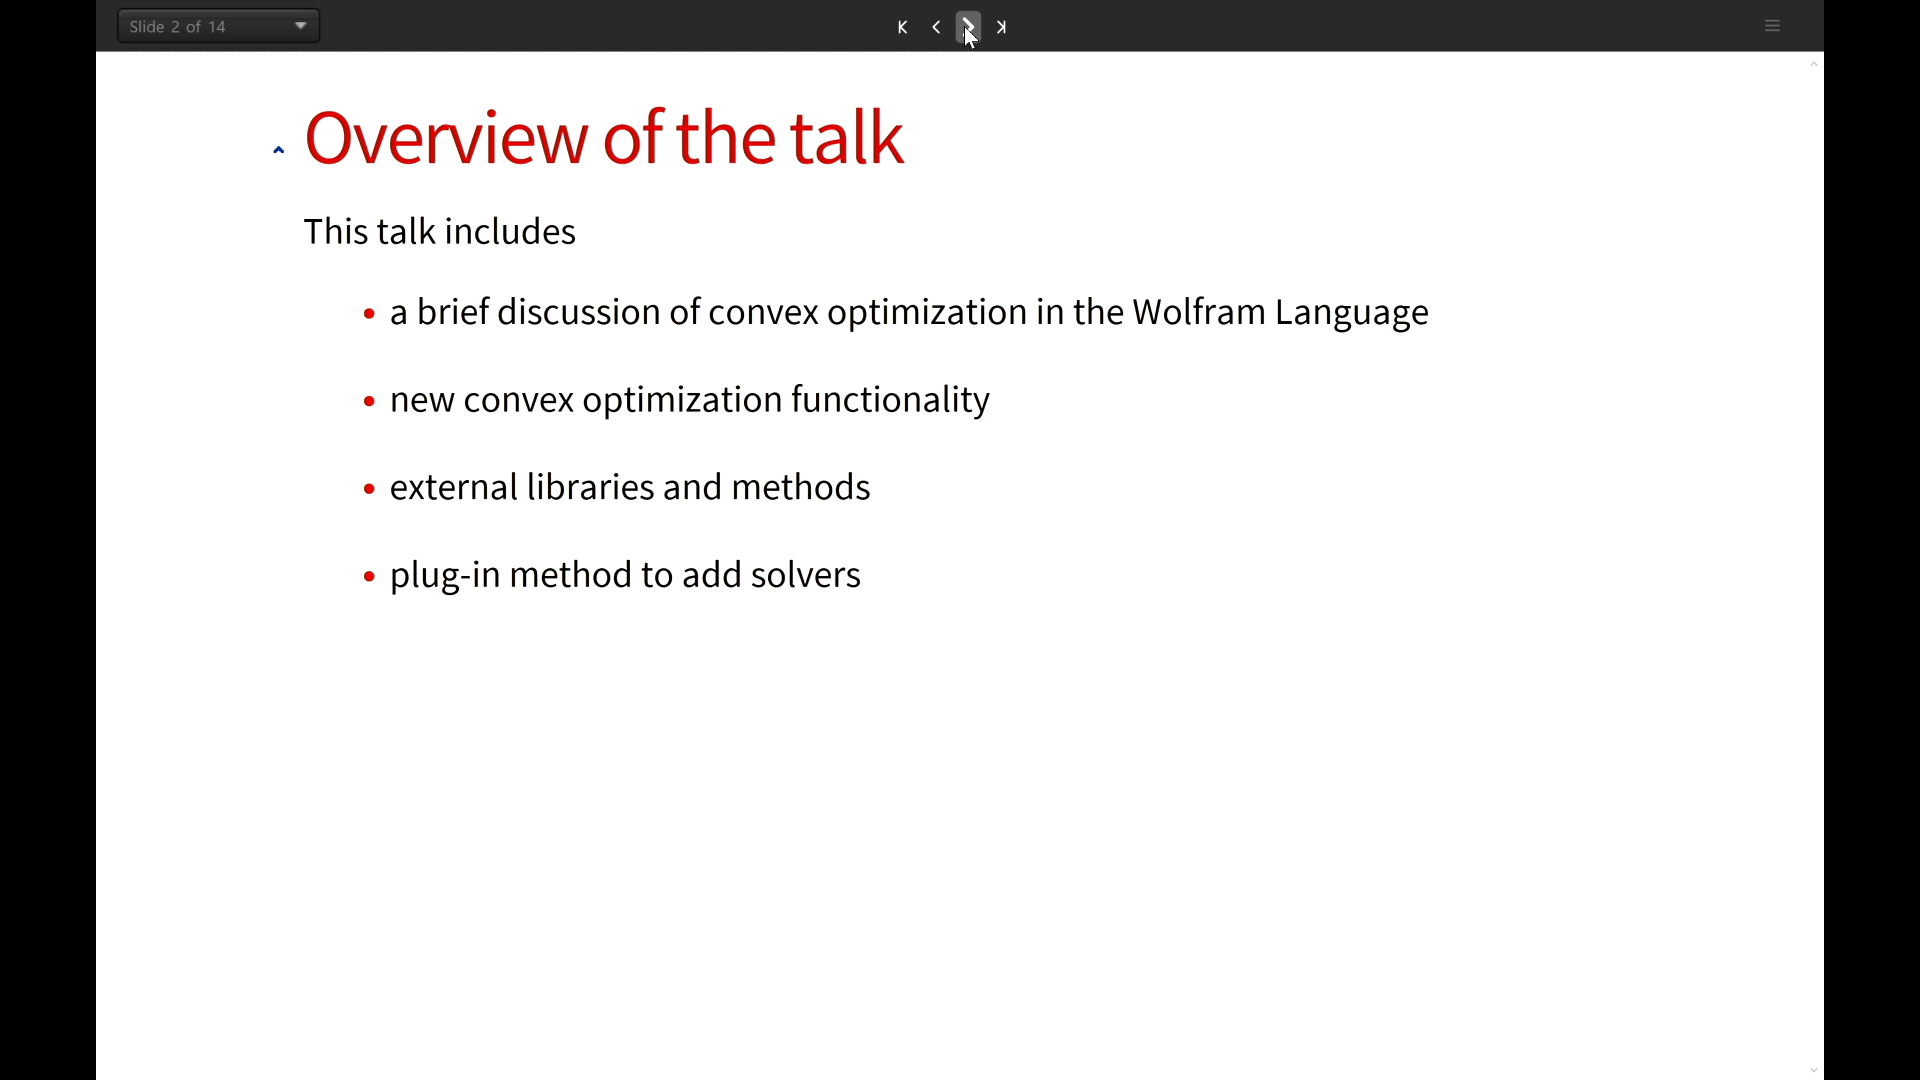 Slide 2 of 14
Overview of the talk
This talk includes
• a brief discussion of convex optimization in the Wolfram Language
• new convex optimization functionality
• external libraries and methods
• plug-in method to add solvers